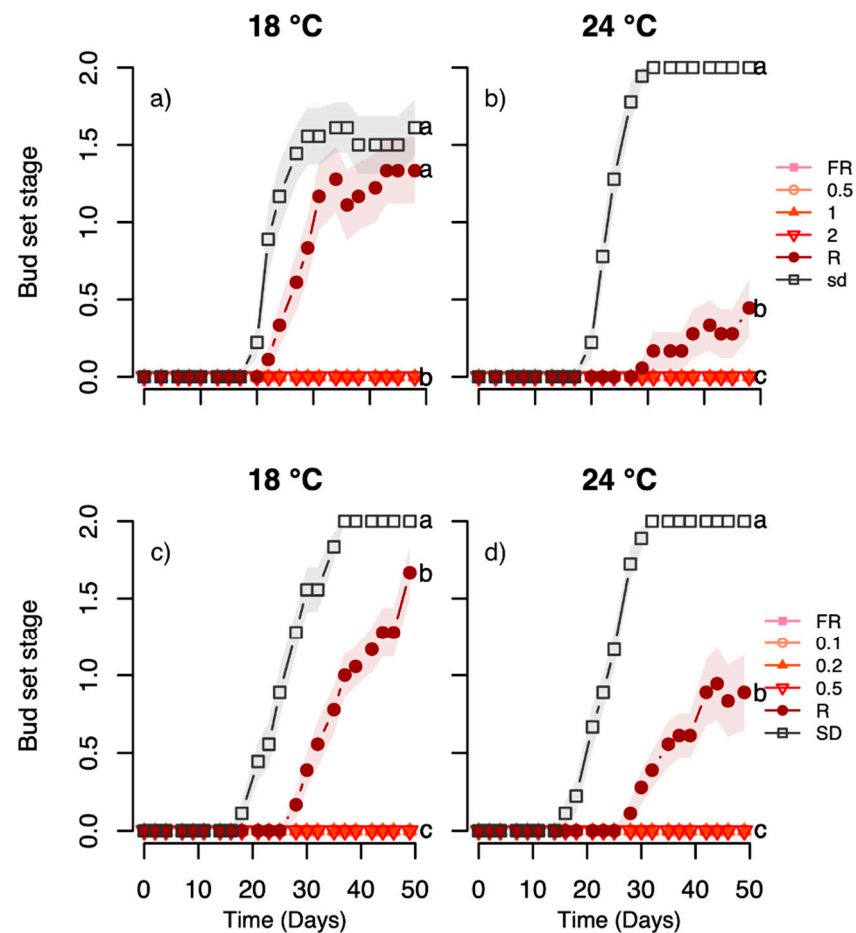 18 °C
24 °C
Bud set stage
2.0
1.5
1.0
0.5
0.0
a)
a
a
b
b)
a
b
c
FR
0.5
1
2
R
sd
18 °C
24 °C
Bud set stage
2.0
1.5
1.0
0.5
0.0
c)
a
b
c
d)
a
b
c
FR
0.1
0.2
0.5
R
SD
0 10 20 30 40 50
0 10 20 30 40 50
Time (Days)
Time (Days)